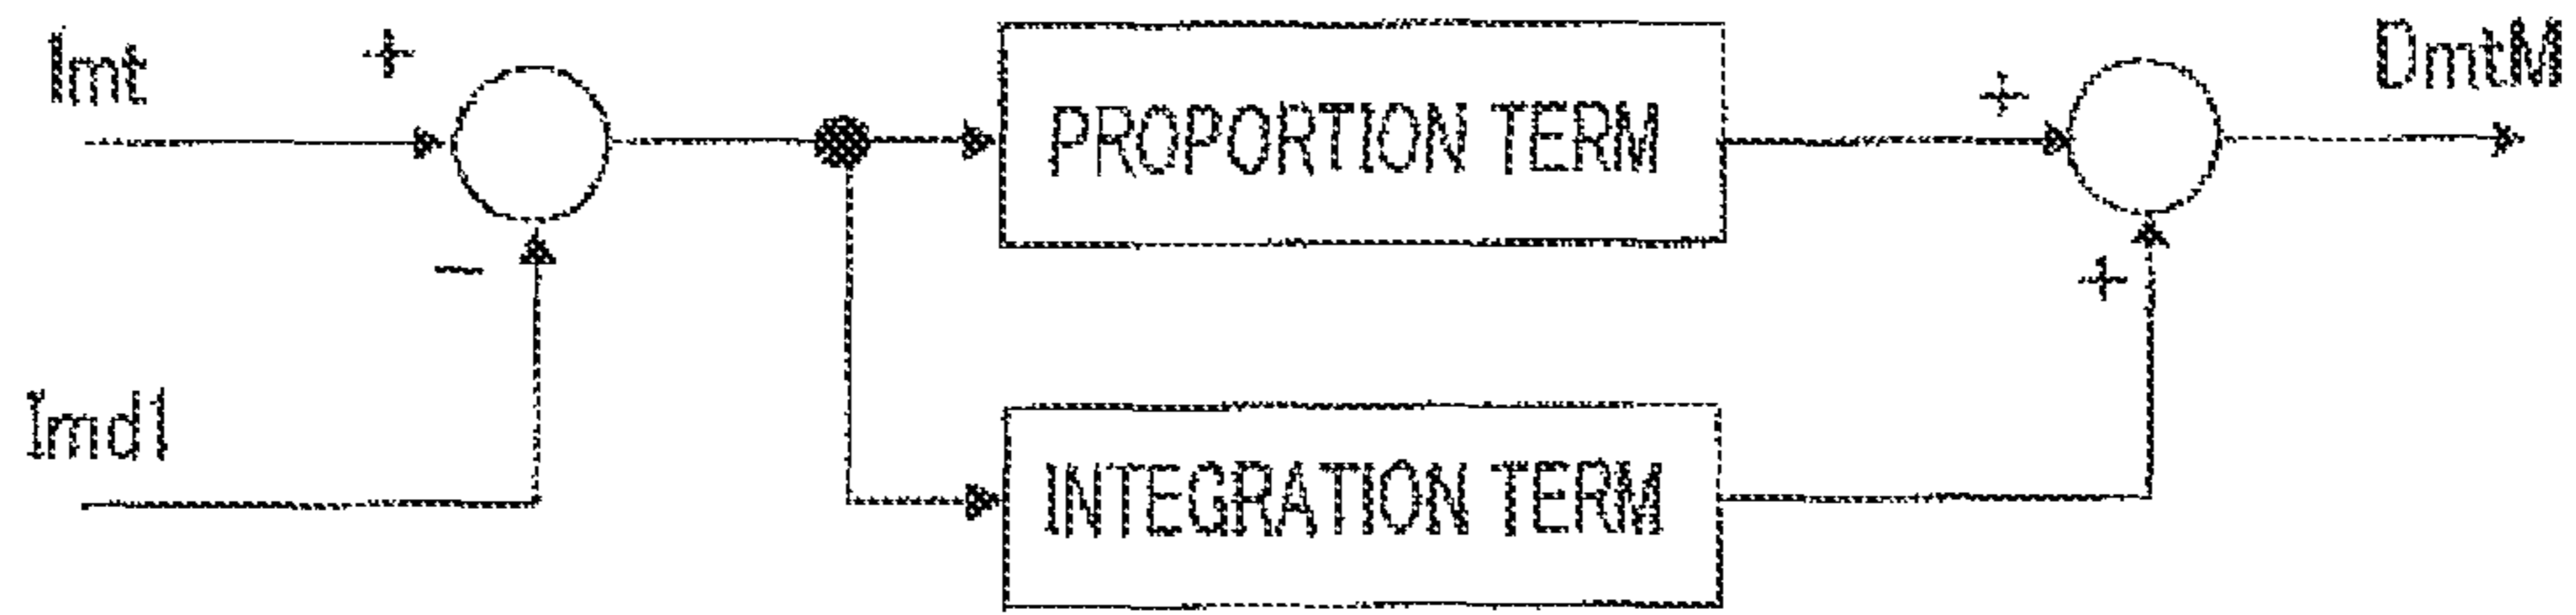 Imt
+
PROPORTION TERM
+
DmtM
−
+
Imd1
INTEGRATION TERM